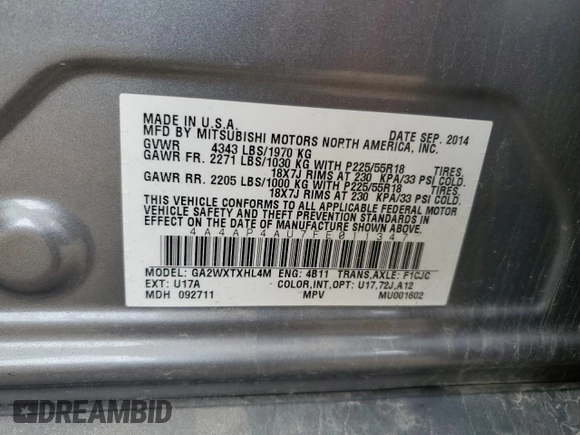 MADE IN U.S.A. DATE SEP. 2014
MFD BY MITSUBISHI MOTORS NORTH AMERICA, INC.
GVWR 4343 LBS/1970 KG
GAWR FR. 2271 LBS/1030 KG WITH P225/55R18 TIRES,
18X7J RIMS AT 230 KPA/33 PSI COLD.
GAWR RR. 2205 LBS/1000 KG WITH P225/55R18 TIRES,
18X7J RIMS AT 230 KPA/33 PSI COLD.
THIS VEHICLE CONFORMS TO ALL APPLICABLE FEDERAL MOTOR
VEHICLE SAFETY AND THEFT PREVENTION STANDARDS IN
EFFECT ON THE DATE OF MANUFACTURE SHOWN ABOVE.
4A4AP4AU7FE011347
MODEL: GA2WXTXHL4M ENG: 4B11 TRANS,AXLE: F1CJC
EXT: U17A COLOR,INT,OPT: U17,72J,A12
MDH 092711 MPV MU001602
DREAMBID